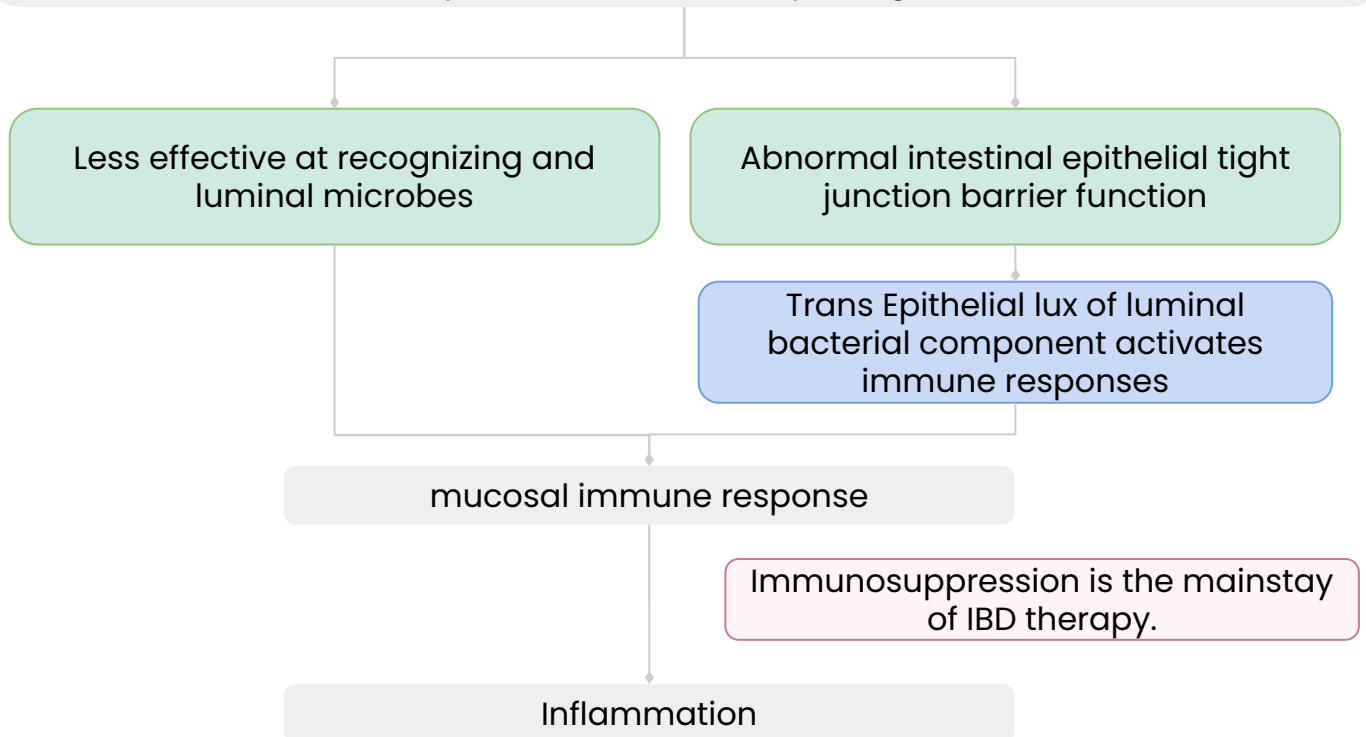 Less effective at recognizing and
luminal microbes
Abnormal intestinal epithelial tight
junction barrier function
Trans Epithelial lux of luminal
bacterial component activates
immune responses
mucosal immune response
Immunosuppression is the mainstay
of IBD therapy.
Inflammation